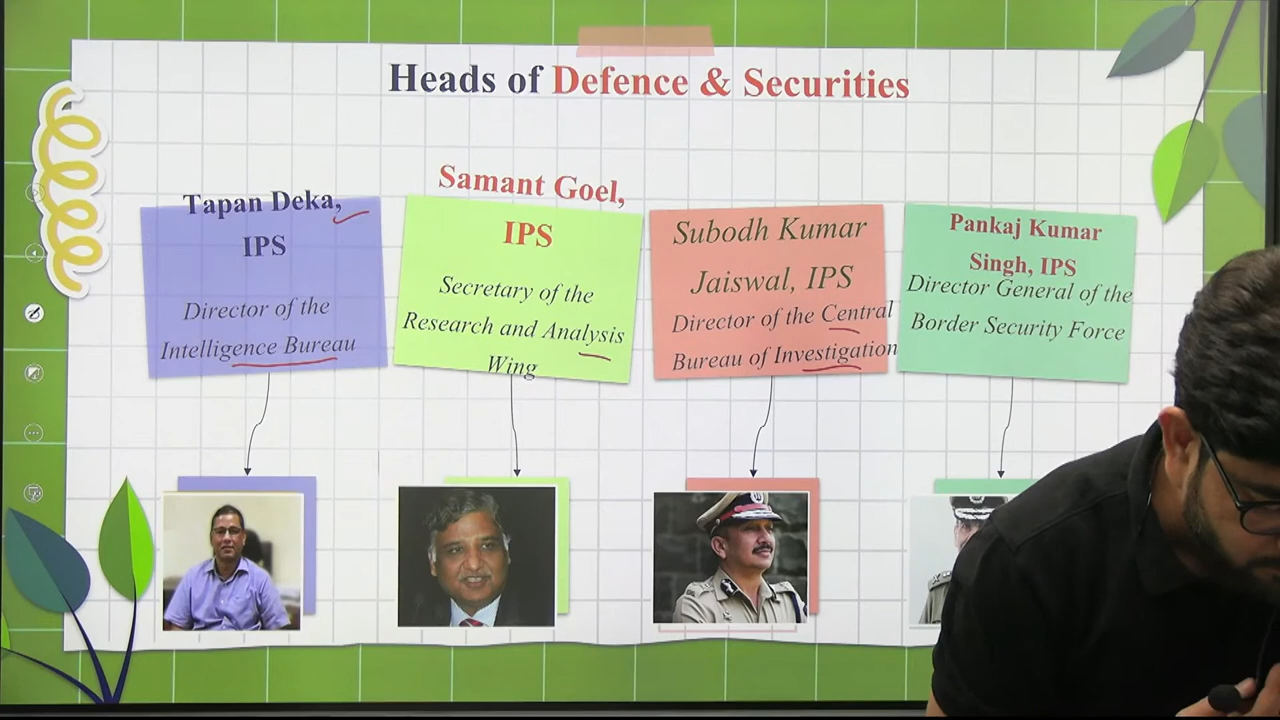 Heads of Defence & Securities
Tapan Deka,
IPS
Director of the
Intelligence Bureau
Samant Goel,
IPS
Secretary of the
Research and Analysis
Wing
Subodh Kumar
Jaiswal, IPS
Director of the Central
Bureau of Investigation
Pankaj Kumar
Singh, IPS
Director General of the
Border Security Force